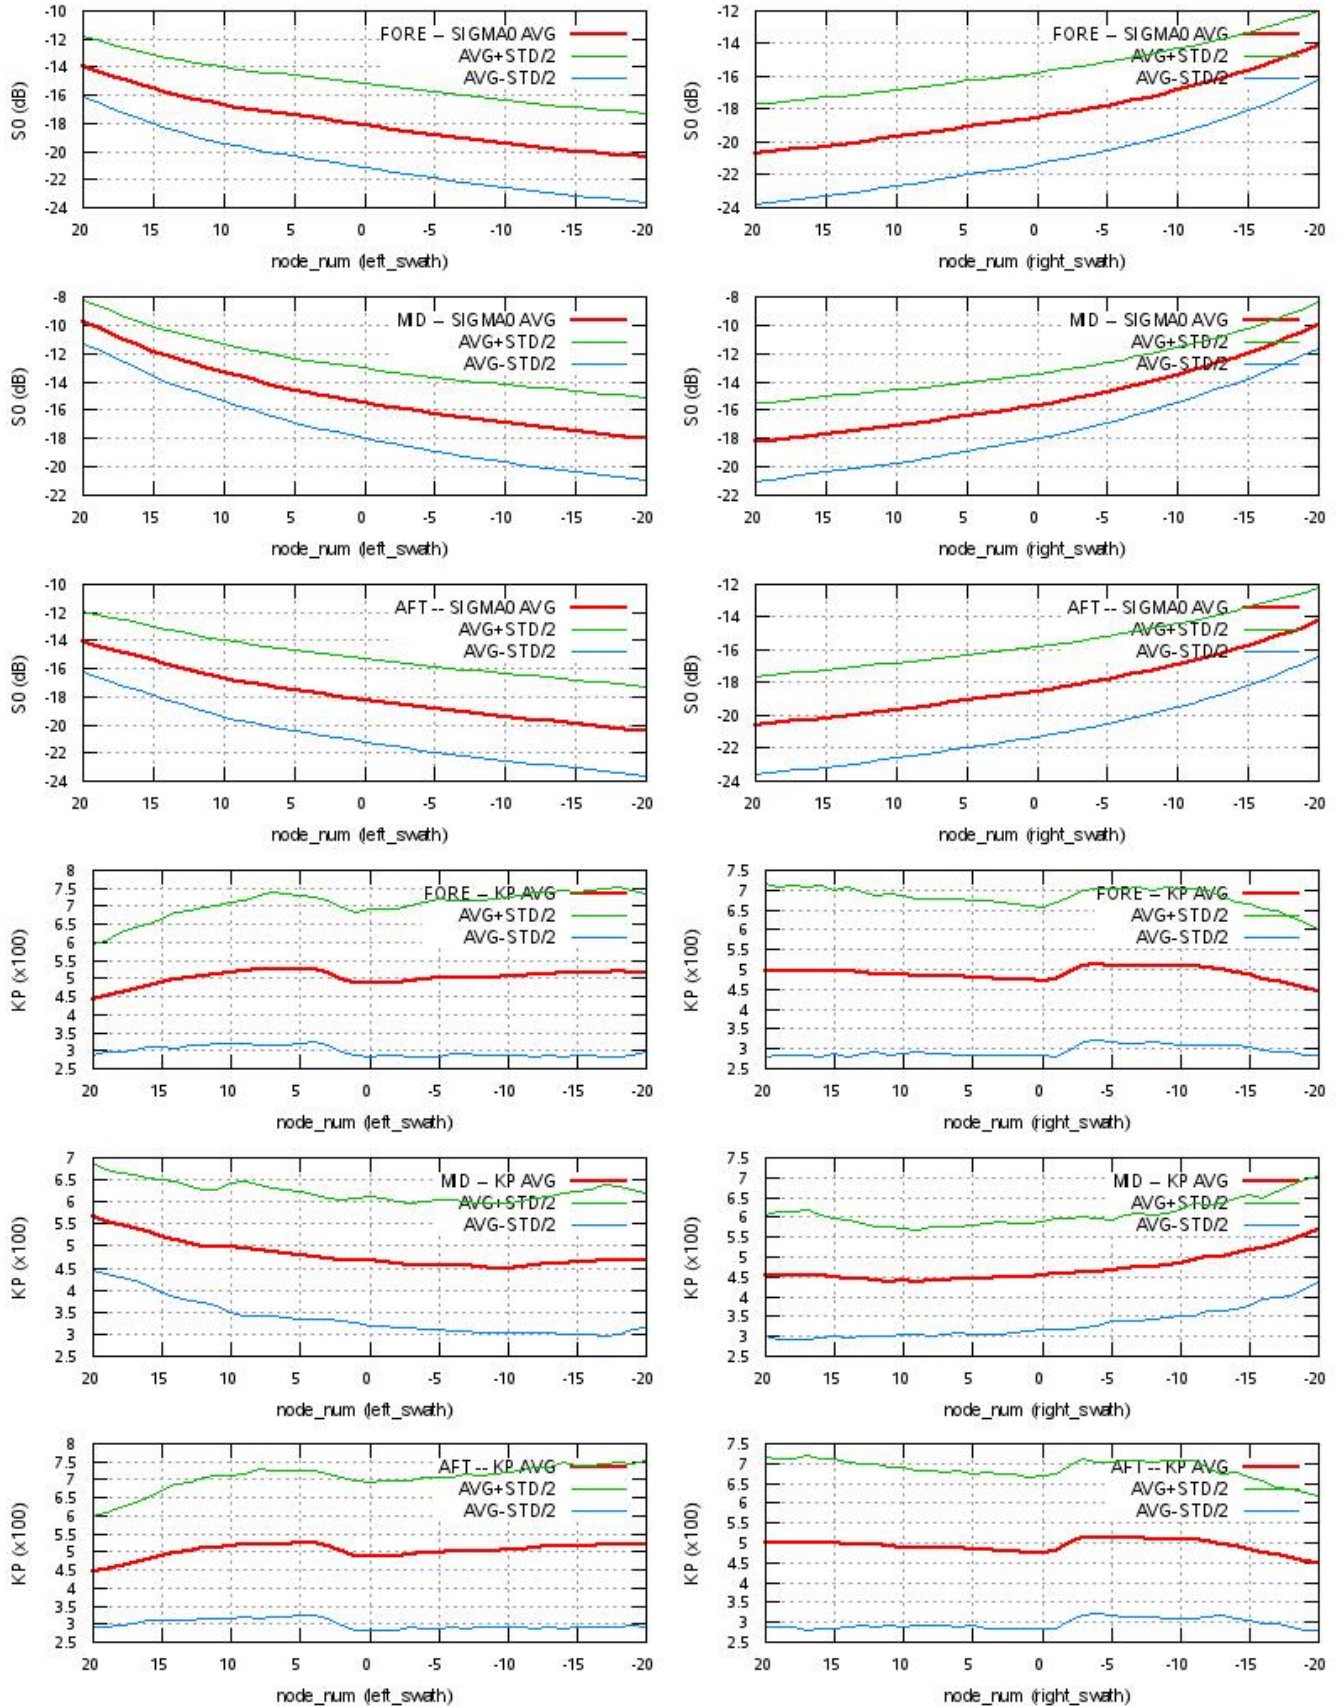 S0 (dB)
-10
-12
-14
-16
-18
-20
-22
-24
FORE -- SIGMA0 AVG
AVG+STD/2
AVG-STD/2
20 15 10 5 0 -5 -10 -15 -20
node_num (left_swath)
S0 (dB)
-12
-14
-16
-18
-20
-22
-24
FORE -- SIGMA0 AVG
AVG+STD/2
AVG-STD/2
20 15 10 5 0 -5 -10 -15 -20
node_num (right_swath)
S0 (dB)
-8
-10
-12
-14
-16
-18
-20
-22
MID -- SIGMA0 AVG
AVG+STD/2
AVG-STD/2
20 15 10 5 0 -5 -10 -15 -20
node_num (left_swath)
S0 (dB)
-8
-10
-12
-14
-16
-18
-20
-22
MID -- SIGMA0 AVG
AVG+STD/2
AVG-STD/2
20 15 10 5 0 -5 -10 -15 -20
node_num (right_swath)
S0 (dB)
-10
-12
-14
-16
-18
-20
-22
-24
AFT -- SIGMA0 AVG
AVG+STD/2
AVG-STD/2
20 15 10 5 0 -5 -10 -15 -20
node_num (left_swath)
S0 (dB)
-12
-14
-16
-18
-20
-22
-24
AFT -- SIGMA0 AVG
AVG+STD/2
AVG-STD/2
20 15 10 5 0 -5 -10 -15 -20
node_num (right_swath)
KP (x100)
8
7.5
7
6.5
6
5.5
5
4.5
4
3.5
3
2.5
FORE -- KP AVG
AVG+STD/2
AVG-STD/2
20 15 10 5 0 -5 -10 -15 -20
node_num (left_swath)
KP (x100)
7.5
7
6.5
6
5.5
5
4.5
4
3.5
3
2.5
FORE -- KP AVG
AVG+STD/2
AVG-STD/2
20 15 10 5 0 -5 -10 -15 -20
node_num (right_swath)
KP (x100)
7
6.5
6
5.5
5
4.5
4
3.5
3
2.5
MID -- KP AVG
AVG+STD/2
AVG-STD/2
20 15 10 5 0 -5 -10 -15 -20
node_num (left_swath)
KP (x100)
7.5
7
6.5
6
5.5
5
4.5
4
3.5
3
2.5
MID -- KP AVG
AVG+STD/2
AVG-STD/2
20 15 10 5 0 -5 -10 -15 -20
node_num (right_swath)
KP (x100)
8
7.5
7
6.5
6
5.5
5
4.5
4
3.5
3
2.5
AFT -- KP AVG
AVG+STD/2
AVG-STD/2
20 15 10 5 0 -5 -10 -15 -20
node_num (left_swath)
KP (x100)
7.5
7
6.5
6
5.5
5
4.5
4
3.5
3
2.5
AFT -- KP AVG
AVG+STD/2
AVG-STD/2
20 15 10 5 0 -5 -10 -15 -20
node_num (right_swath)